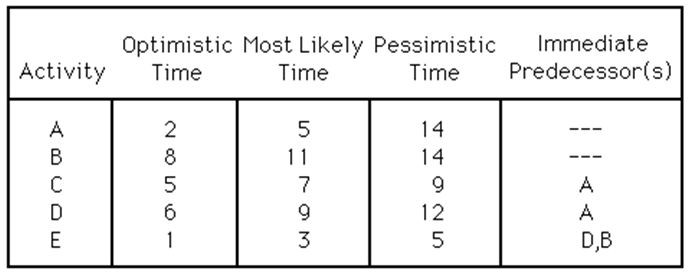 Activity Optimistic Time Most Likely Time Pessimistic Time Immediate Predecessor(s)
A 2 5 14 ---
B 8 11 14 ---
C 5 7 9 A
D 6 9 12 A
E 1 3 5 D,B